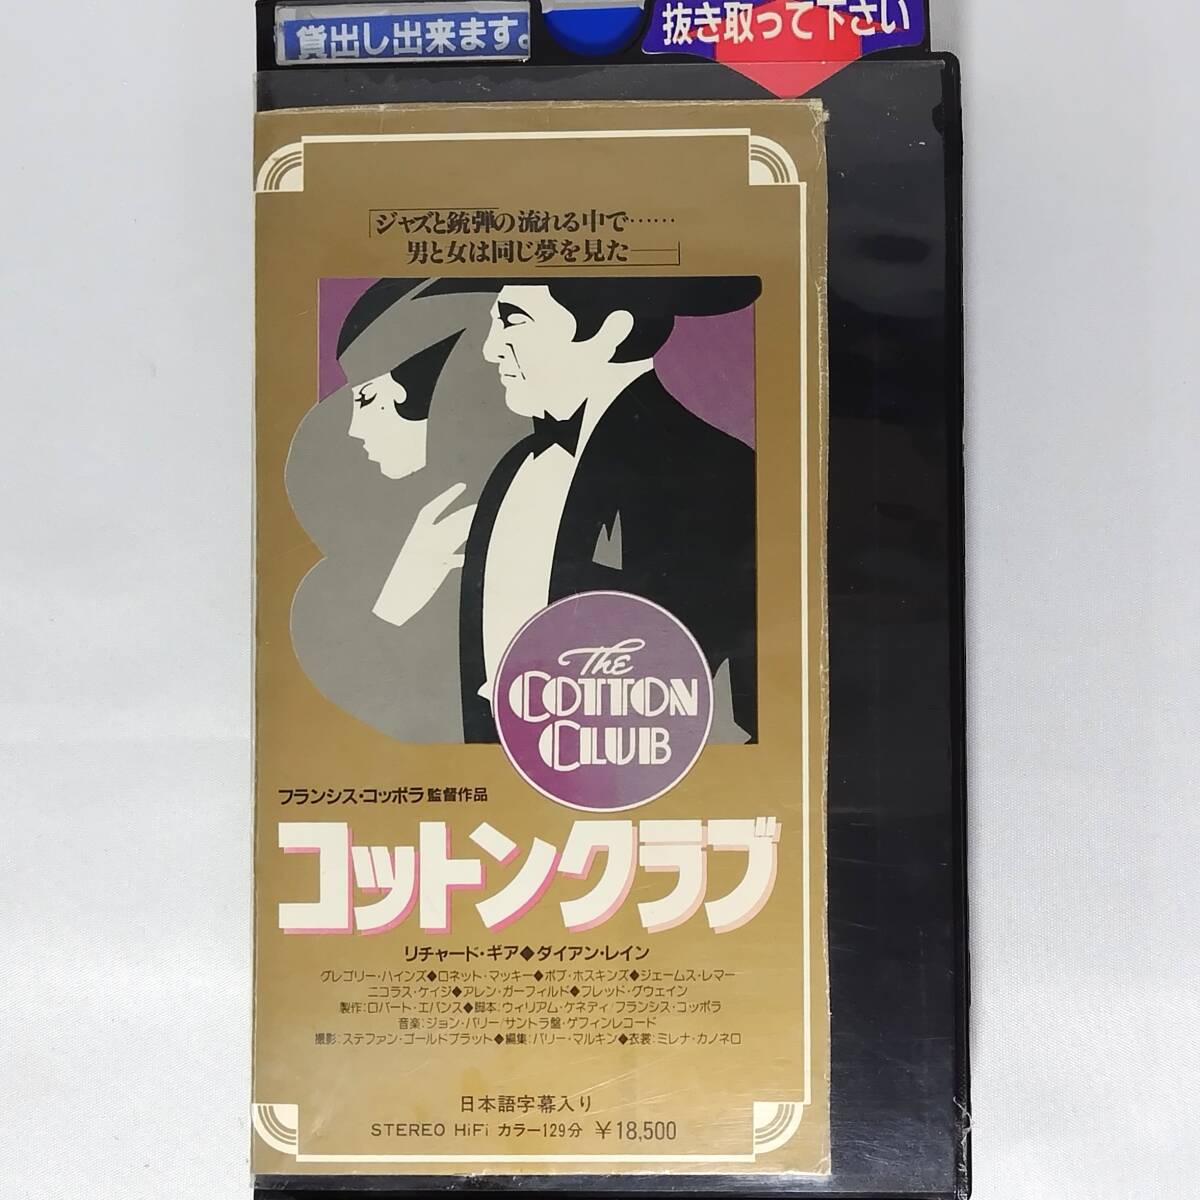 貸出し出来ます。
抜き取って下さい
ジャズと銃弾の流れる中で……
男と女は同じ夢を見た——
The
COTTON
CLUB
フランシス・コッポラ監督作品
コットンクラブ
リチャード・ギア◆ダイアン・レイン
グレゴリー・ハインズ◆ロネット・マッキー◆ボブ・ホスキンズ◆ジェームス・レマー
ニコラス・ケイジ◆アレン・ガーフィルド◆フレッド・グウェイン
製作:ロバート・エバンス◆脚本:ウィリアム・ケネディ/フランシス・コッポラ
音楽:ジョン・バリー/サントラ盤・ゲフィンレコード
撮影:ステファン・ゴールドブラット◆編集:バリー・マルキン◆衣裳:ミレナ・カノネロ
日本語字幕入り
STEREO HiFi カラー129分 ¥18,500